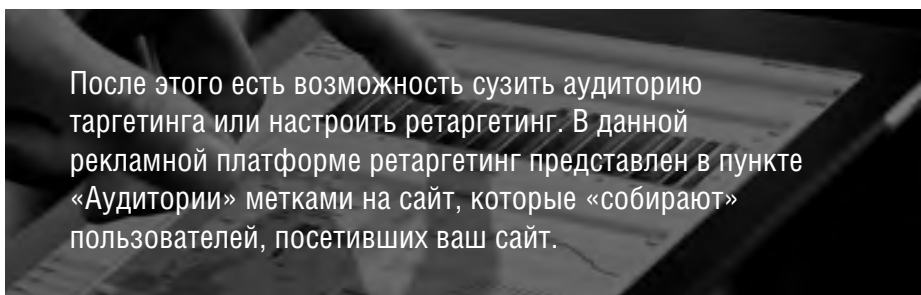 После этого есть возможность сузить аудиторию
таргетинга или настроить ретаргетинг. В данной
рекламной платформе ретаргетинг представлен в пункте
«Аудитории» метками на сайт, которые «собирают»
пользователей, посетивших ваш сайт.